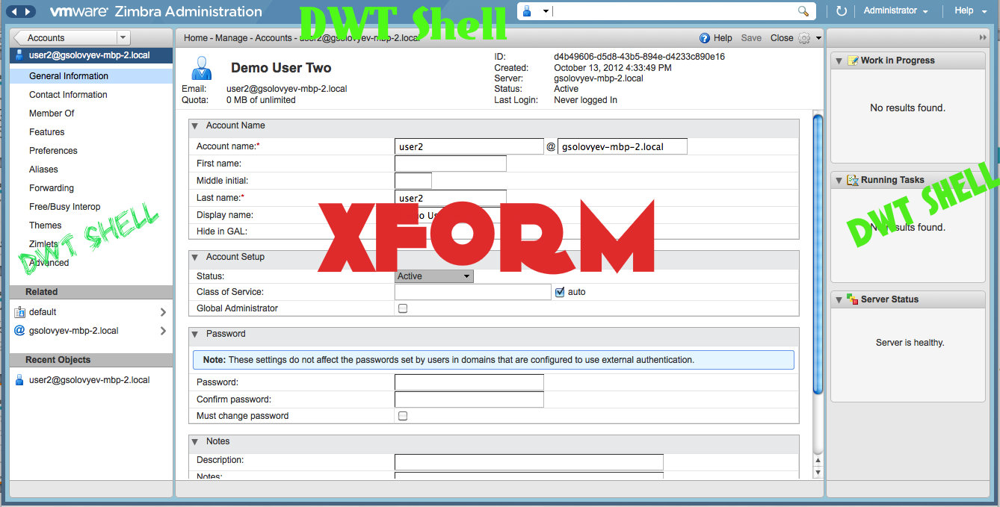 vmware Zimbra Administration
DWT Shell
Administrator
Help
Accounts
user2@gsolovyev-mbp-2.local
General Information
Contact Information
Member Of
Features
Preferences
Aliases
Forwarding
Free/Busy Interop
Themes
Zimlets
Advanced
DWT SHELL
Related
default
gsolovyev-mbp-2.local
Recent Objects
user2@gsolovyev-mbp-2.local
Home - Manage - Accounts - user2@gsolovyev-mbp-2.local
Help Save Close
Demo User Two
Email: user2@gsolovyev-mbp-2.local
Quota: 0 MB of unlimited
ID: d4b49606-d5d8-43b5-894e-d4233c890e16
Created: October 13, 2012 4:33:49 PM
Server: gsolovyev-mbp-2.local
Status: Active
Last Login: Never logged In
Account Name
Account name:* user2 @ gsolovyev-mbp-2.local
First name:
Middle initial:
Last name:* user2
Display name:
Hide in GAL:
XFORM
Account Setup
Status: Active
Class of Service: auto
Global Administrator
Password
Note: These settings do not affect the passwords set by users in domains that are configured to use external authentication.
Password:
Confirm password:
Must change password
Notes
Description:
Notes:
Work in Progress
No results found.
Running Tasks
No results found.
DWT SHELL
Server Status
Server is healthy.